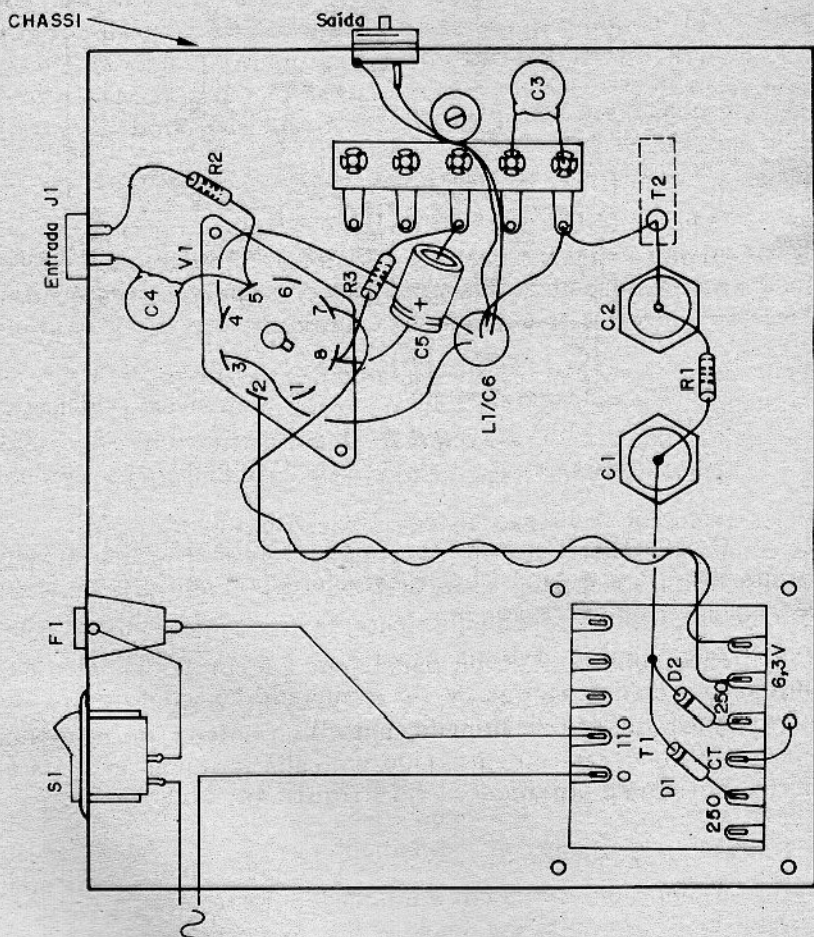 CHASSI
Saída
C3
R2
T2
Entrada J1
V1
C4
5
6
4
7
R3
+
C5
3
8
2
1
L1/C6
C2
R1
C1
F1
6,3V
D2
250
110
T1
CT
S1
0
D1
250